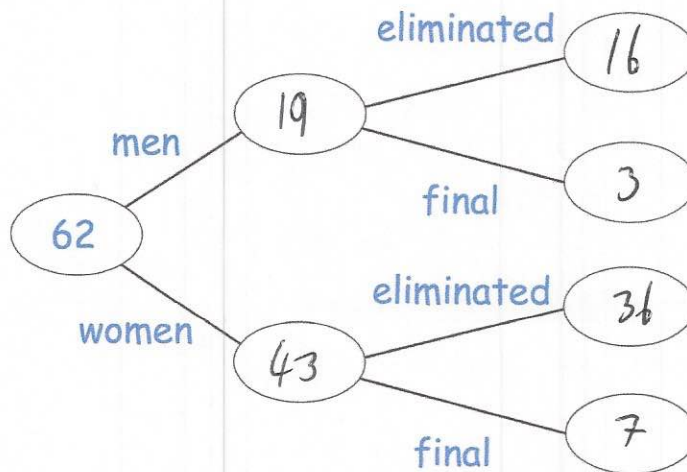 eliminated
16
19
men
3
final
62
eliminated
36
women
43
7
final